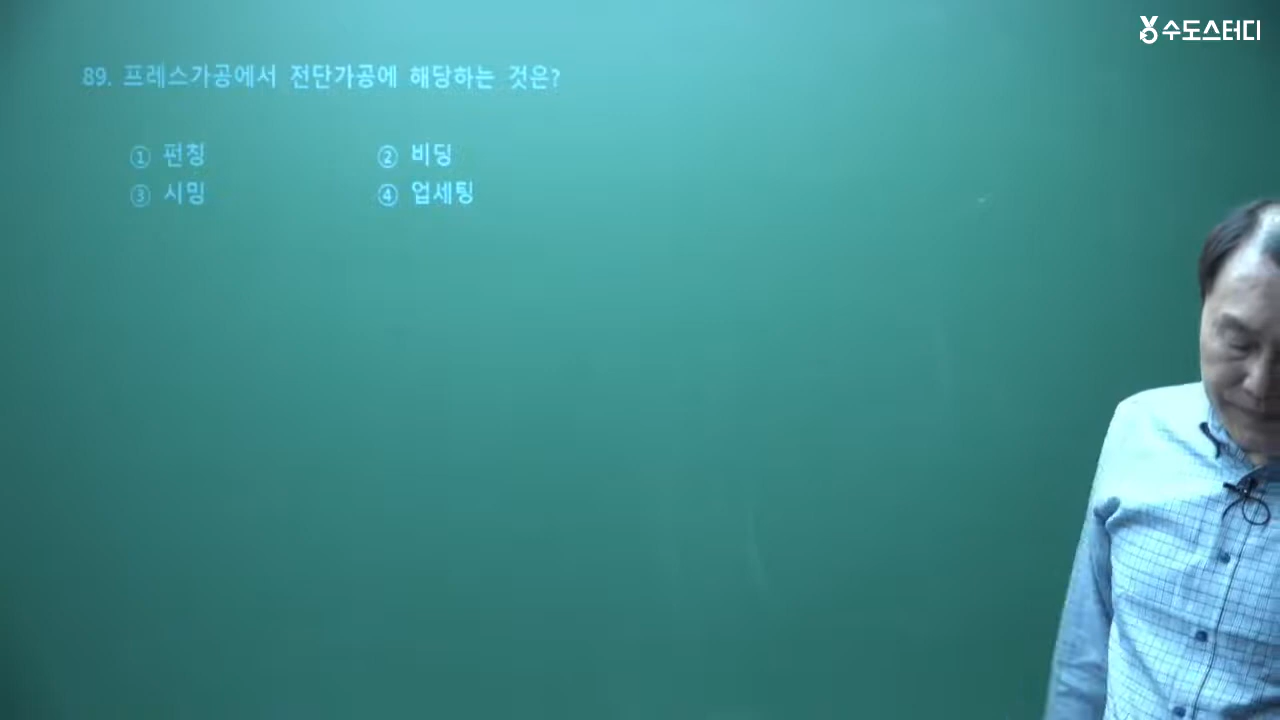 수도스터디
89. 프레스가공에서 전단가공에 해당하는 것은?
① 펀칭 ② 비딩
③ 시밍 ④ 업세팅